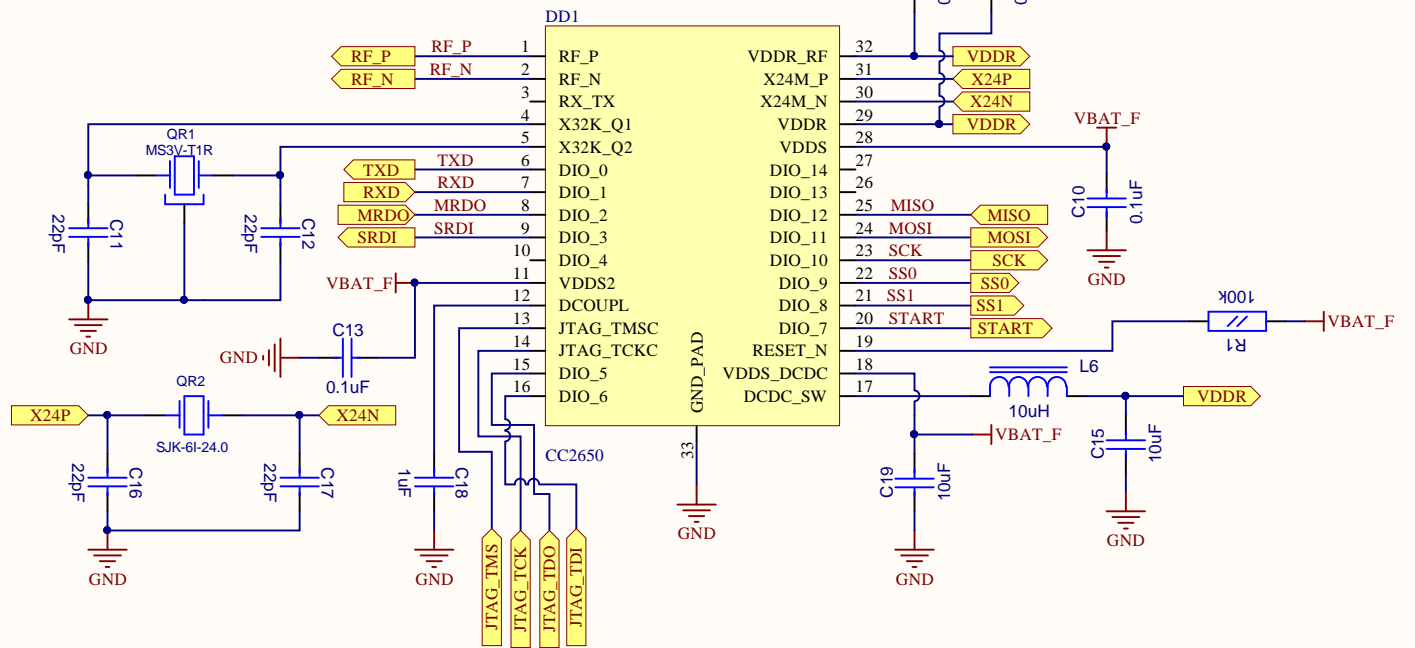 DD1
RF_P RF_P 1 RF_P VDDR_RF 32 VDDR
RF_N RF_N 2 RF_N X24M_P 31 X24P
3 RX_TX X24M_N 30 X24N
4 X32K_Q1 VDDR 29 VDDR
5 X32K_Q2 VDDS 28
TXD TXD 6 DIO_0 DIO_14 27
RXD RXD 7 DIO_1 DIO_13 26
MRDO MRDO 8 DIO_2 DIO_12 25 MISO MISO
SRDI SRDI 9 DIO_3 DIO_11 24 MOSI MOSI
10 DIO_4 DIO_10 23 SCK SCK
VBAT_F 11 VDDS2 DIO_9 22 SS0 SS0
12 DCOUPL DIO_8 21 SS1 SS1
13 JTAG_TMSC DIO_7 20 START START
14 JTAG_TCKC RESET_N 19
15 DIO_5 VDDS_DCDC 18
16 DIO_6 DCDC_SW 17
GND_PAD
33
GND
CC2650
QR1
MS3V-T1R
C11
22pF
C12
22pF
GND
C13
GND
0.1uF
QR2
X24P
X24N
SJK-6I-24.0
C16
22pF
C17
22pF
GND
C18
1uF
GND
JTAG_TMS
JTAG_TCK
JTAG_TDO
JTAG_TDI
VBAT_F
C10
0.1uF
GND
100k
R1
VBAT_F
L6
10uH
VDDR
VBAT_F
C15
10uF
GND
C19
10uF
GND